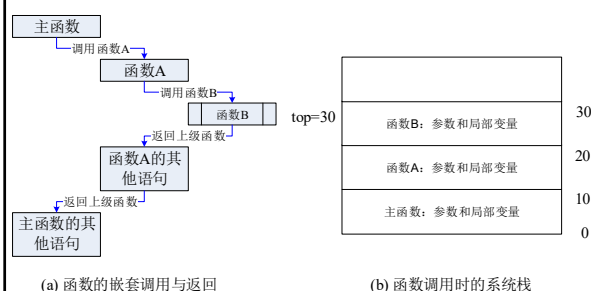 主函数
调用函数A
函数A
调用函数B
函数B
返回上级函数
函数A的其
他语句
返回上级函数
主函数的其
他语句
(a) 函数的嵌套调用与返回
top=30
30
函数B：参数和局部变量
20
函数A：参数和局部变量
10
主函数：参数和局部变量
0
(b) 函数调用时的系统栈